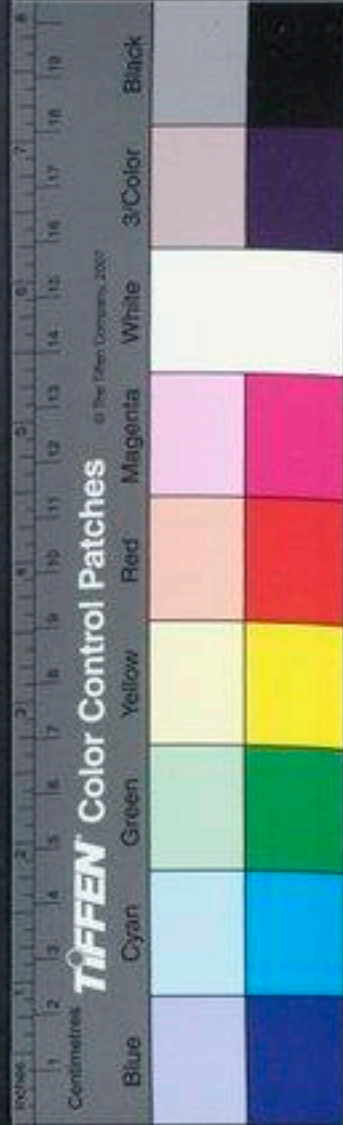 Inches 1 2 3 4 5 6 7 8
Centimetres 1 2 3 4 5 6 7 8 9 10 11 12 13 14 15 16 17 18 19
TIFFEN® Color Control Patches
© The Tiffen Company, 2007
Blue Cyan Green Yellow Red Magenta White 3/Color Black